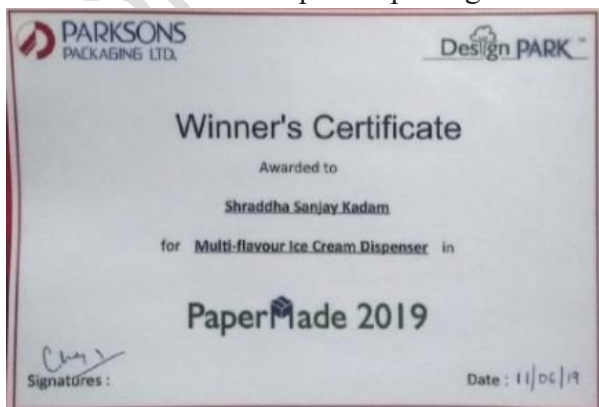 PARKSONS
PACKAGING LTD.
Design PARK
Winner's Certificate
Awarded to
Shraddha Sanjay Kadam
for Multi-flavour Ice Cream Dispenser in
PaperMade 2019
Signatures :
Date : 11/06/19